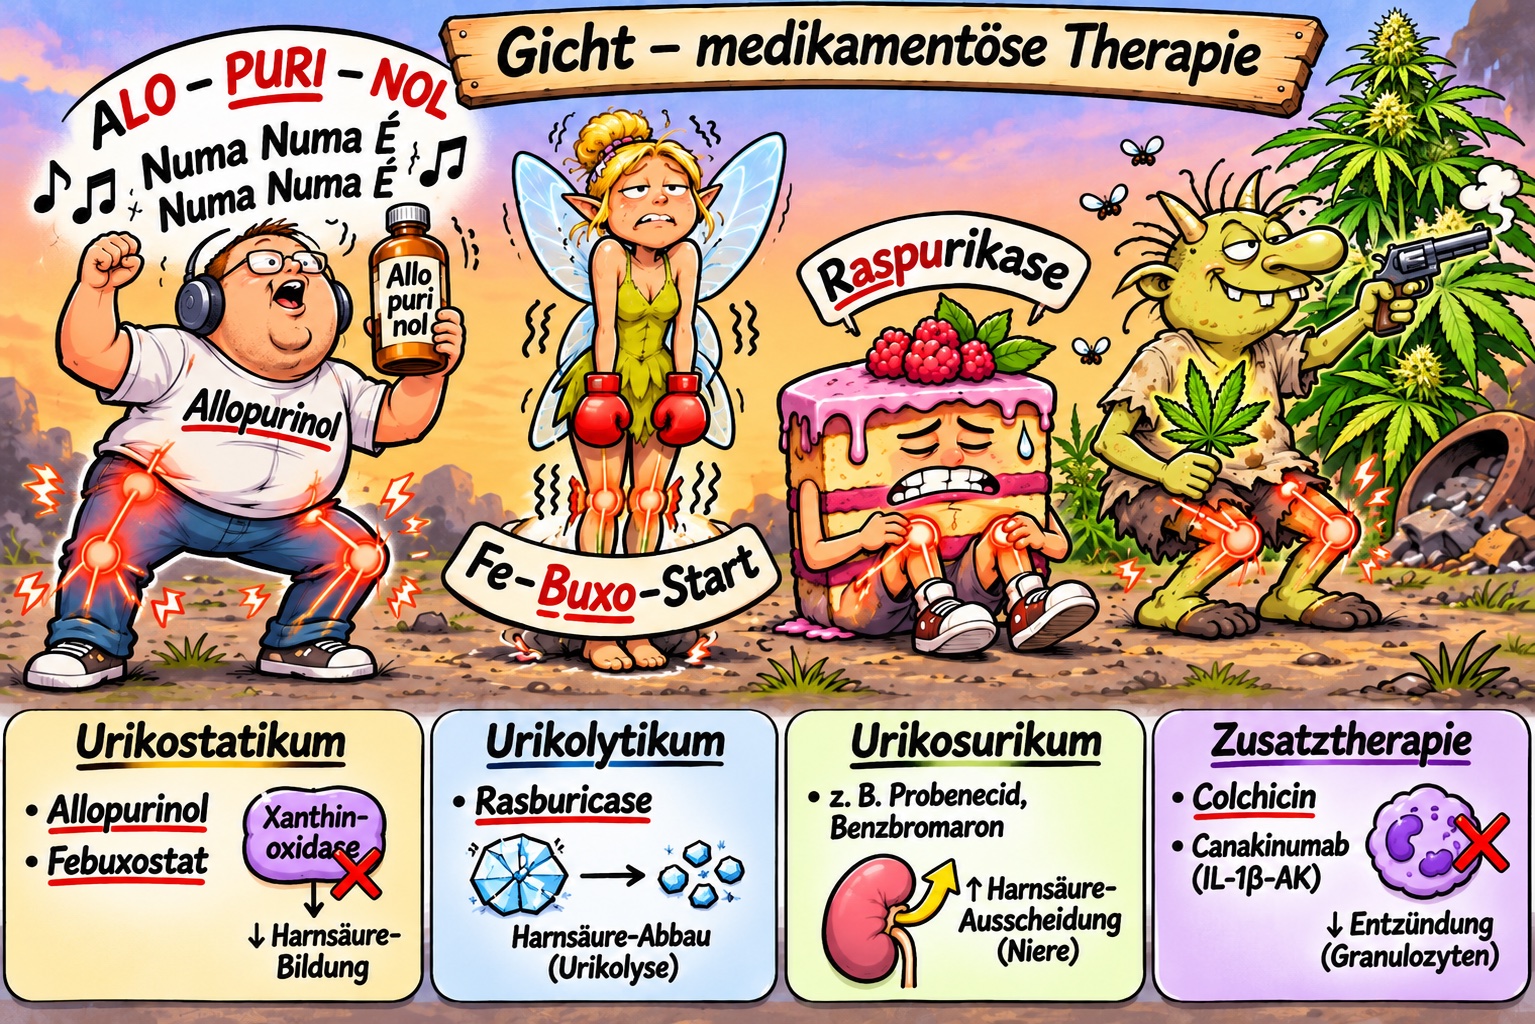 Gicht – medikamentöse Therapie
ALO – PURI – NOL
Numa Numa É
Numa Numa É
Allo
puri
nol
Allopurinol
Fe-Buxo-Start
Raspurikase
Urikostatikum
• Allopurinol
• Febuxostat
Xanthin-
oxidase
↓ Harnsäure-
Bildung
Urikolytikum
• Rasburicase
Harnsäure-Abbau
(Urikolyse)
Urikosurikum
• z. B. Probenecid,
Benzbromaron
↑ Harnsäure-
Ausscheidung
(Niere)
Zusatztherapie
• Colchicin
• Canakinumab
(IL-1β-AK)
↓ Entzündung
(Granulozyten)